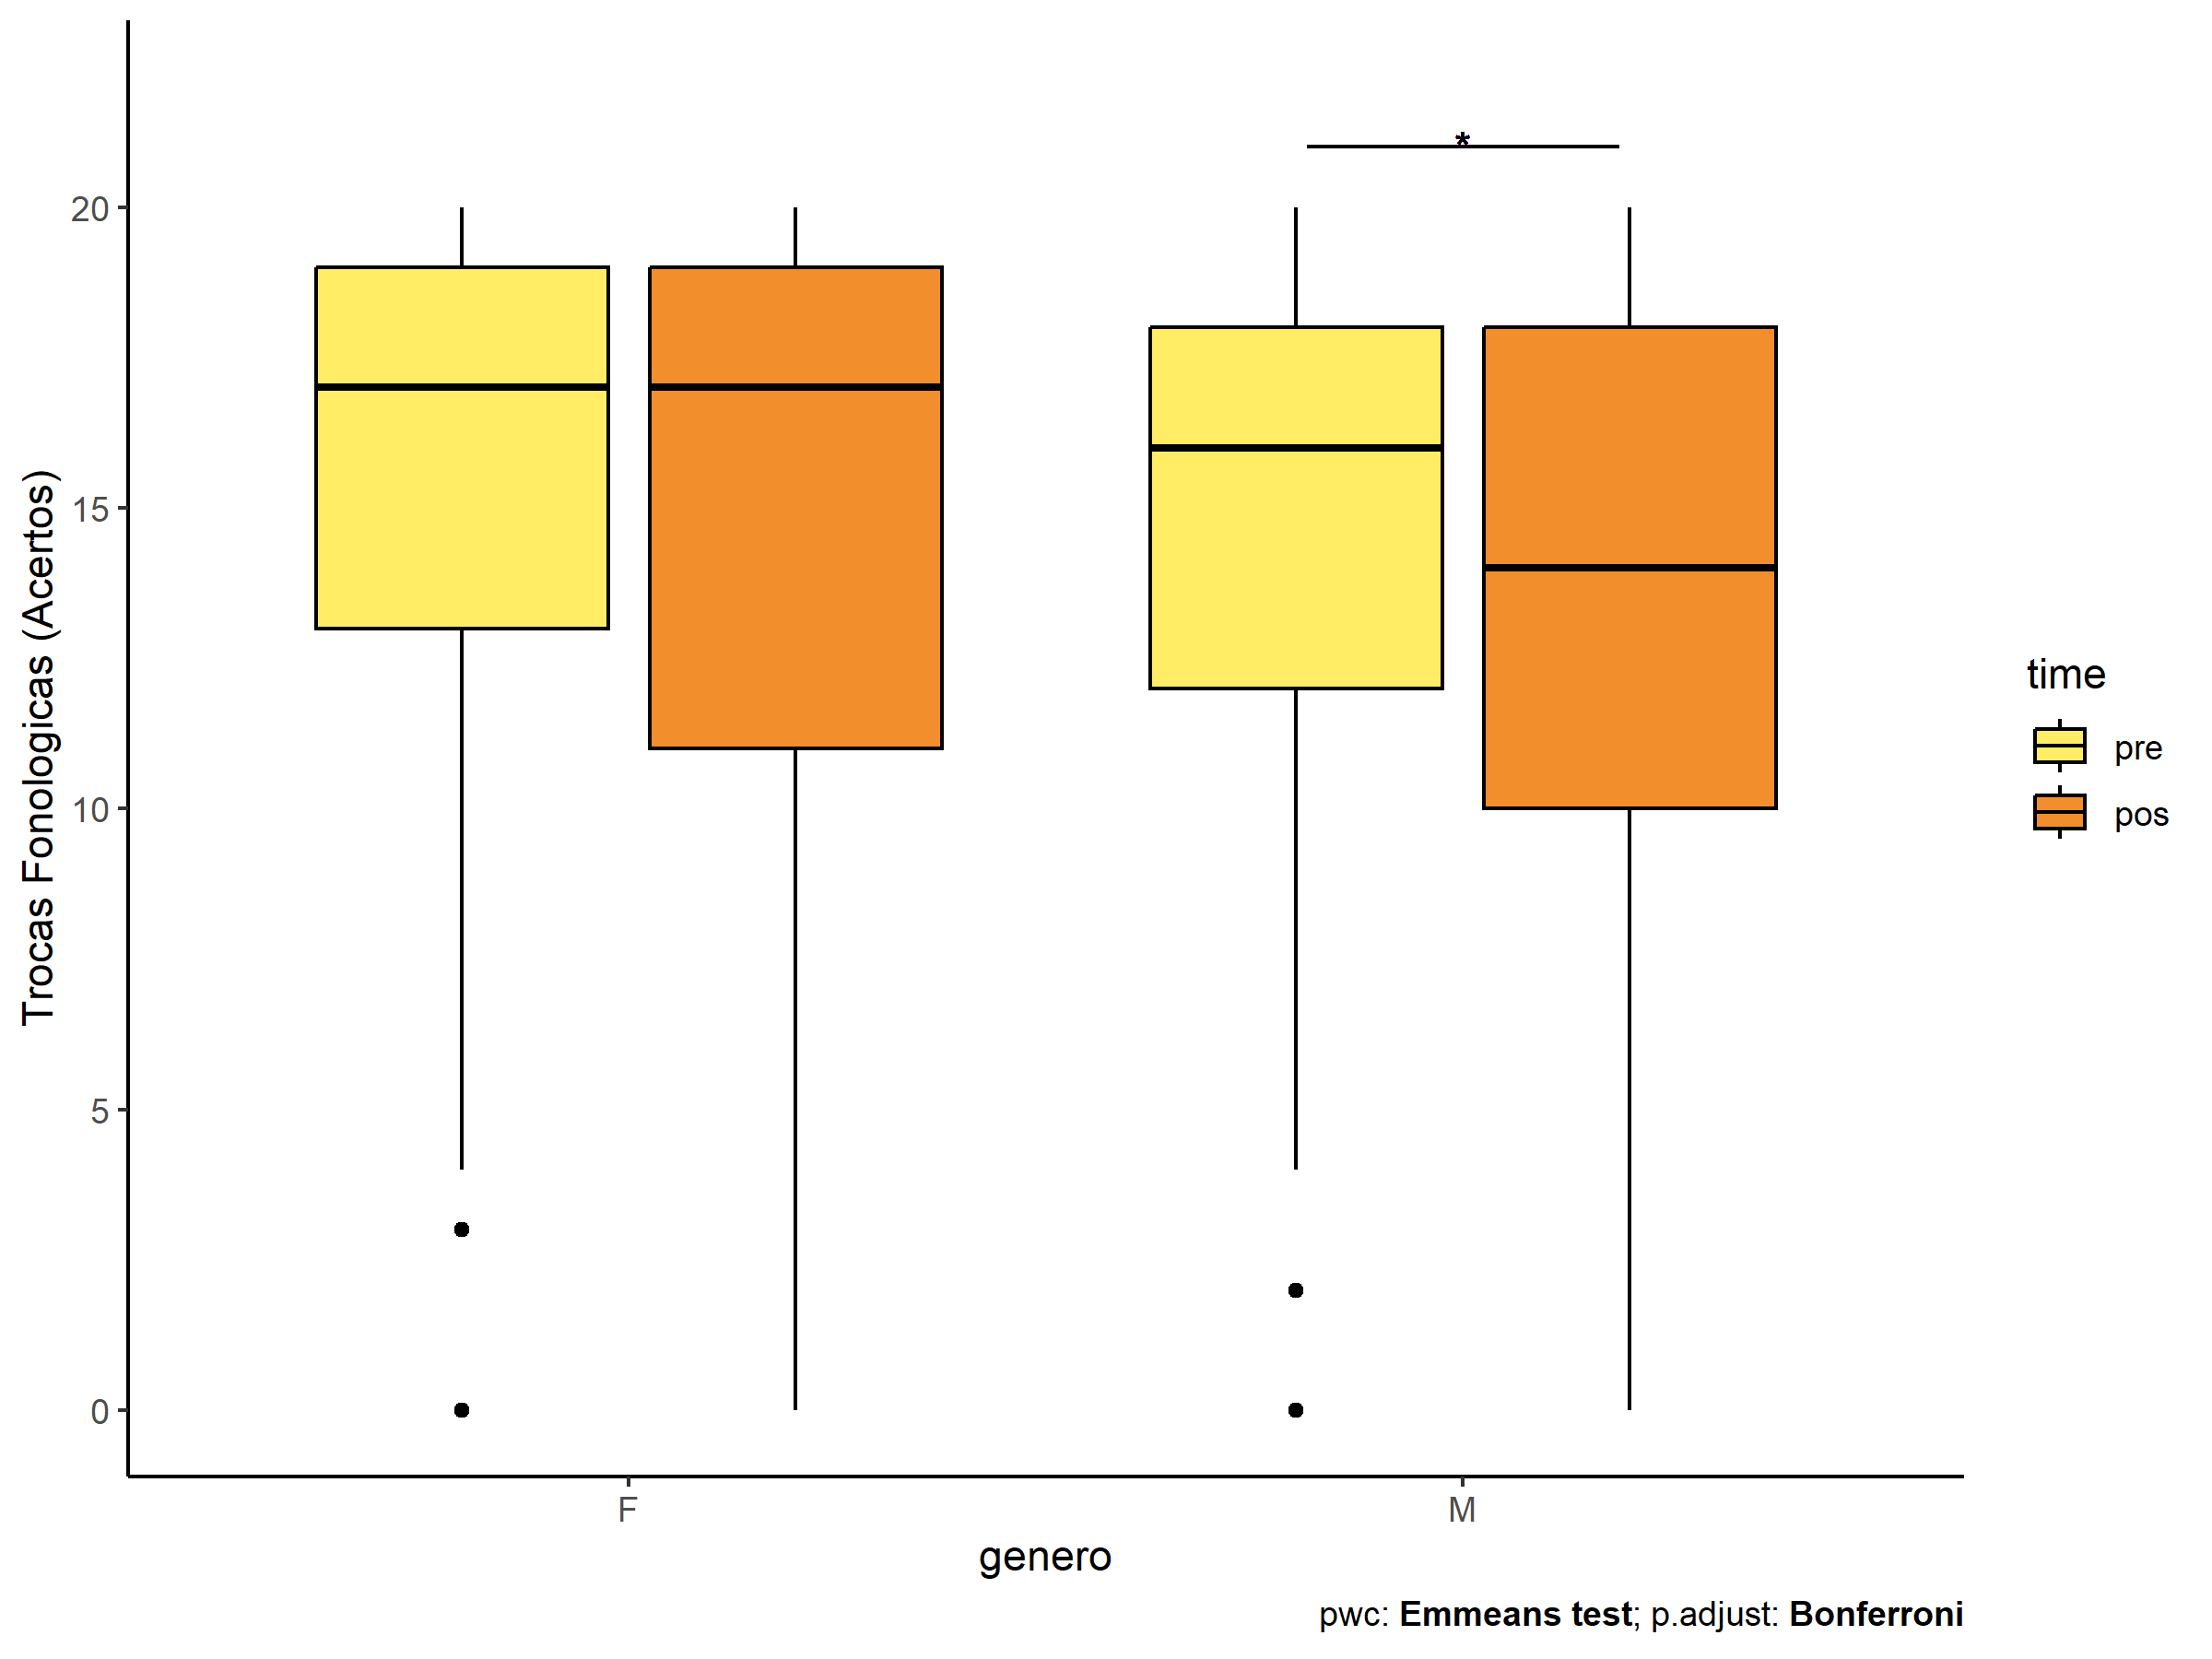 *
20
15
10
5
0
Trocas Fonologicas (Acertos)
F
M
genero
time
pre
pos
pwc: Emmeans test; p.adjust: Bonferroni